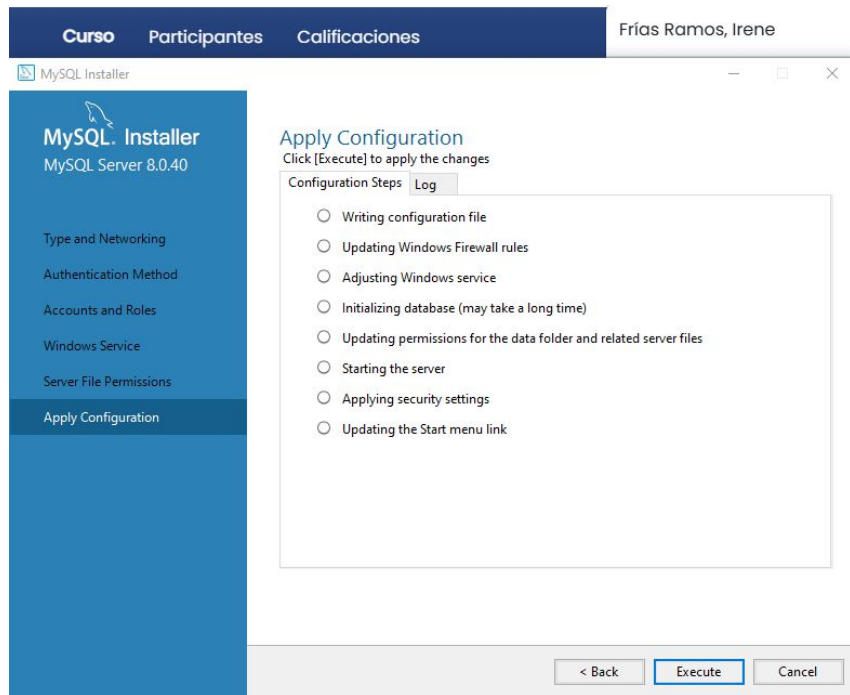 Curso Participantes Calificaciones Frías Ramos, Irene
MySQL Installer
MySQL. Installer
MySQL Server 8.0.40
Type and Networking
Authentication Method
Accounts and Roles
Windows Service
Server File Permissions
Apply Configuration
Apply Configuration
Click [Execute] to apply the changes
Configuration Steps Log
Writing configuration file
Updating Windows Firewall rules
Adjusting Windows service
Initializing database (may take a long time)
Updating permissions for the data folder and related server files
Starting the server
Applying security settings
Updating the Start menu link
< Back Execute Cancel